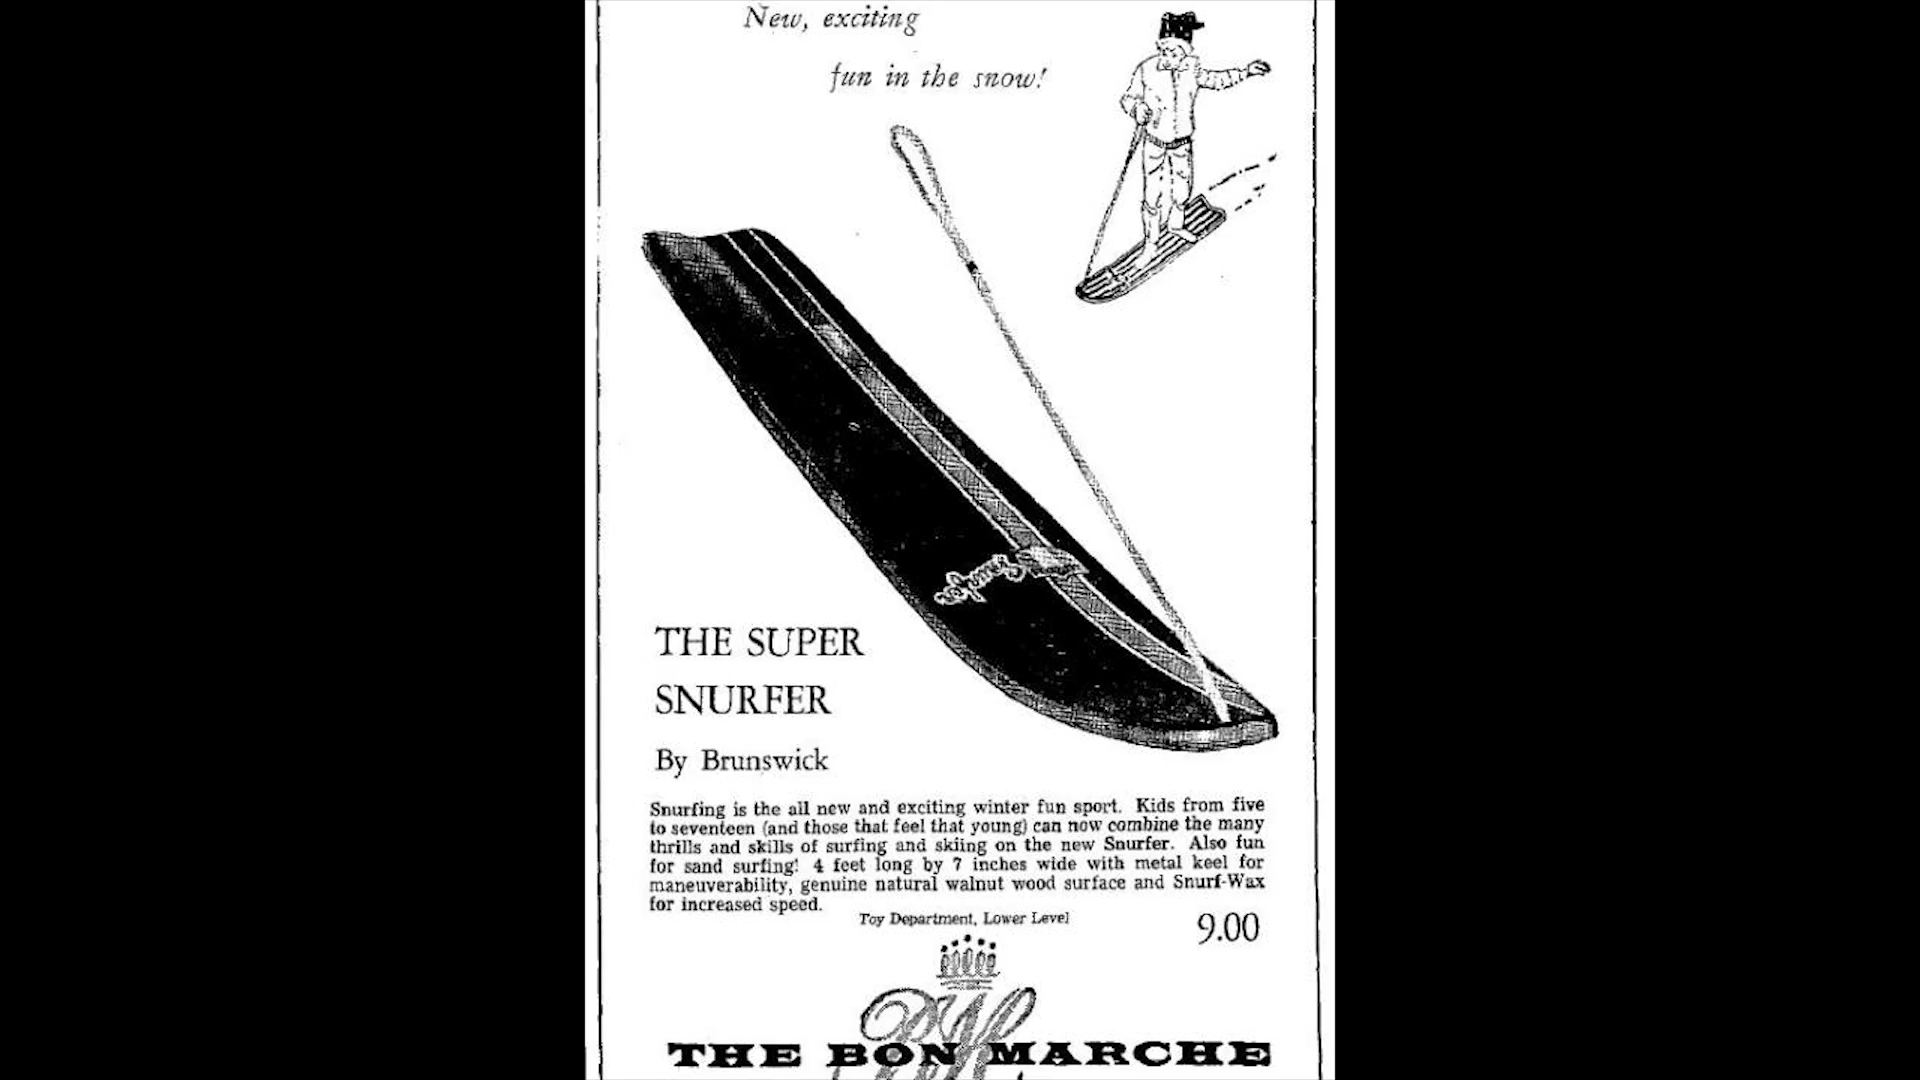 New, exciting
fun in the snow!
Snurfer
THE SUPER
SNURFER
By Brunswick
Snurfing is the all new and exciting winter fun sport. Kids from five
to seventeen (and those that feel that young) can now combine the many
thrills and skills of surfing and skiing on the new Snurfer. Also fun
for sand surfing! 4 feet long by 7 inches wide with metal keel for
maneuverability, genuine natural walnut wood surface and Snurf-Wax
for increased speed.
Toy Department, Lower Level
9.00
THE BON MARCHE